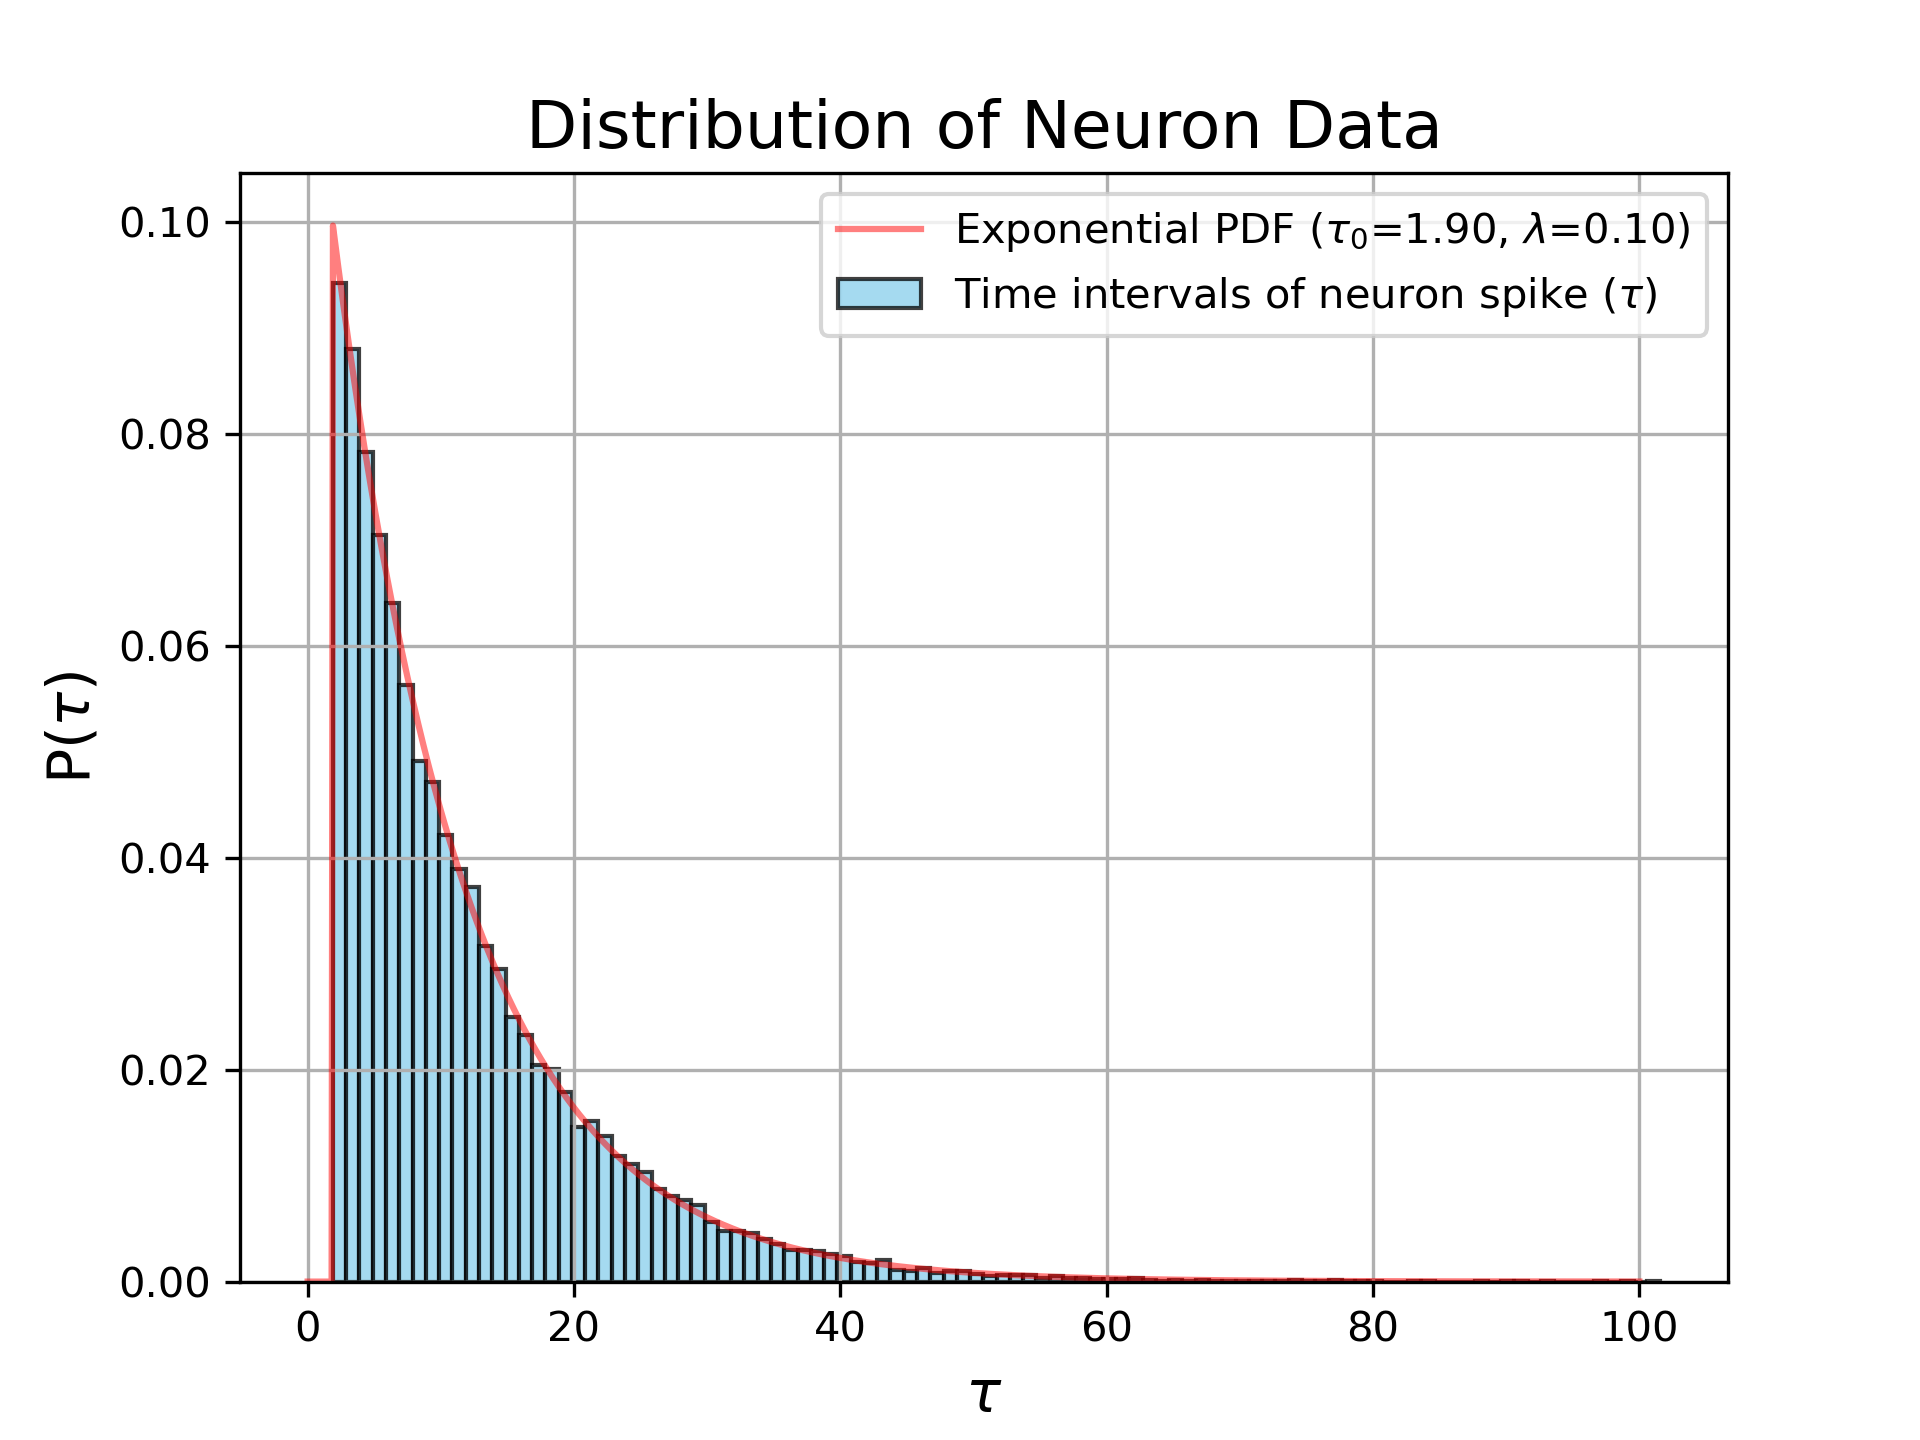 Distribution of Neuron Data
Exponential PDF (τ₀=1.90, λ=0.10)
Time intervals of neuron spike (τ)
P(τ)
0.10
0.08
0.06
0.04
0.02
0.00
0 20 40 60 80 100
τ